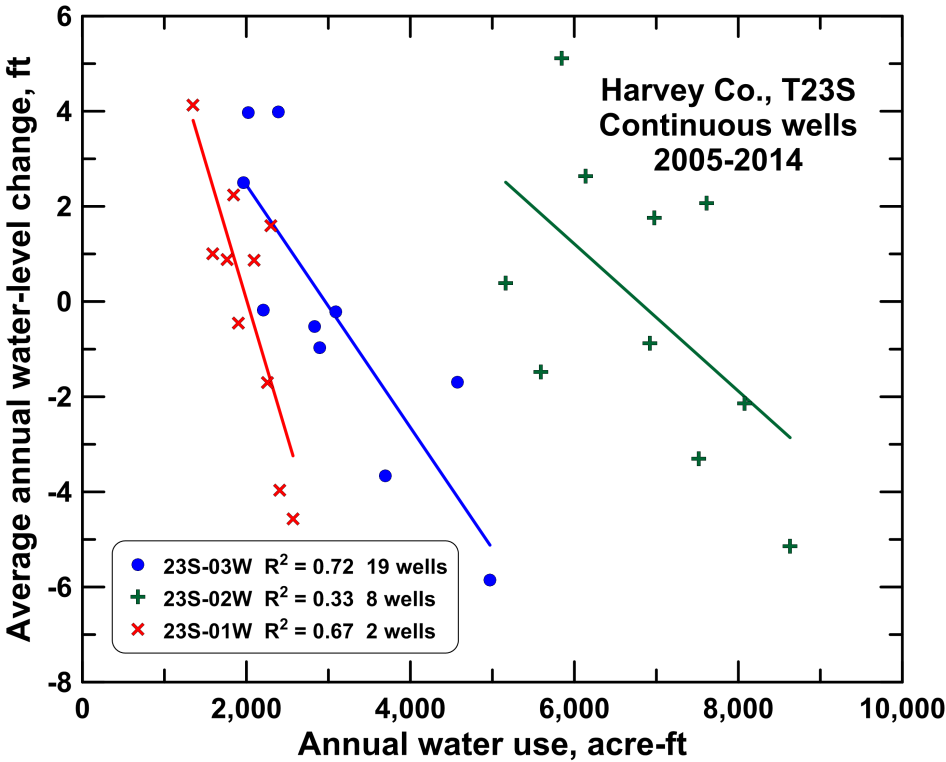 6
4
2
0
-2
-4
-6
-8
Average annual water-level change, ft
Harvey Co., T23S
Continuous wells
2005-2014
23S-03W R² = 0.72 19 wells
23S-02W R² = 0.33 8 wells
23S-01W R² = 0.67 2 wells
0 2,000 4,000 6,000 8,000 10,000
Annual water use, acre-ft